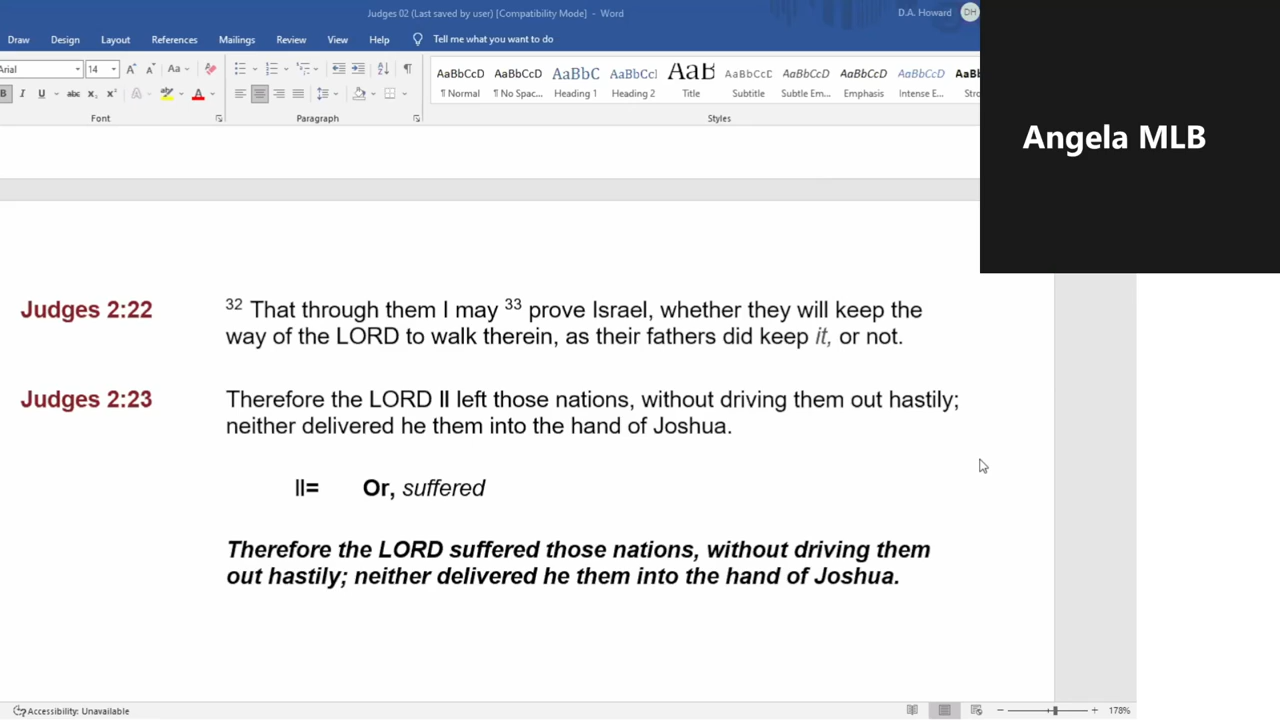 Judges 02 (Last saved by user) [Compatibility Mode] - Word
D.A. Howard DH
Draw Design Layout References Mailings Review View Help Tell me what you want to do
Arial 14 Aa
AaBbCcD AaBbCcD AaBbC AaBbCcI AaB AaBbCcD AaBbCcD AaBbCcD AaBbCcD AaBb
B I U abc x₂ x² A A
¶ Normal ¶ No Spac... Heading 1 Heading 2 Title Subtitle Subtle Em... Emphasis Intense E... Stro
Font Paragraph Styles
Angela MLB
Judges 2:22 32 That through them I may 33 prove Israel, whether they will keep the
way of the LORD to walk therein, as their fathers did keep it, or not.
Judges 2:23 Therefore the LORD ll left those nations, without driving them out hastily;
neither delivered he them into the hand of Joshua.
ll= Or, suffered
Therefore the LORD suffered those nations, without driving them
out hastily; neither delivered he them into the hand of Joshua.
Accessibility: Unavailable 178%